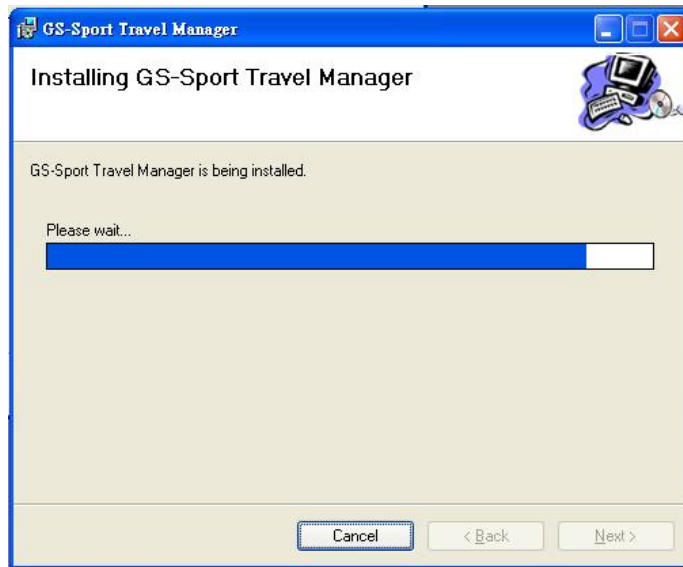 GS-Sport Travel Manager
Installing GS-Sport Travel Manager
GS-Sport Travel Manager is being installed.
Please wait...
Cancel
< Back
Next >